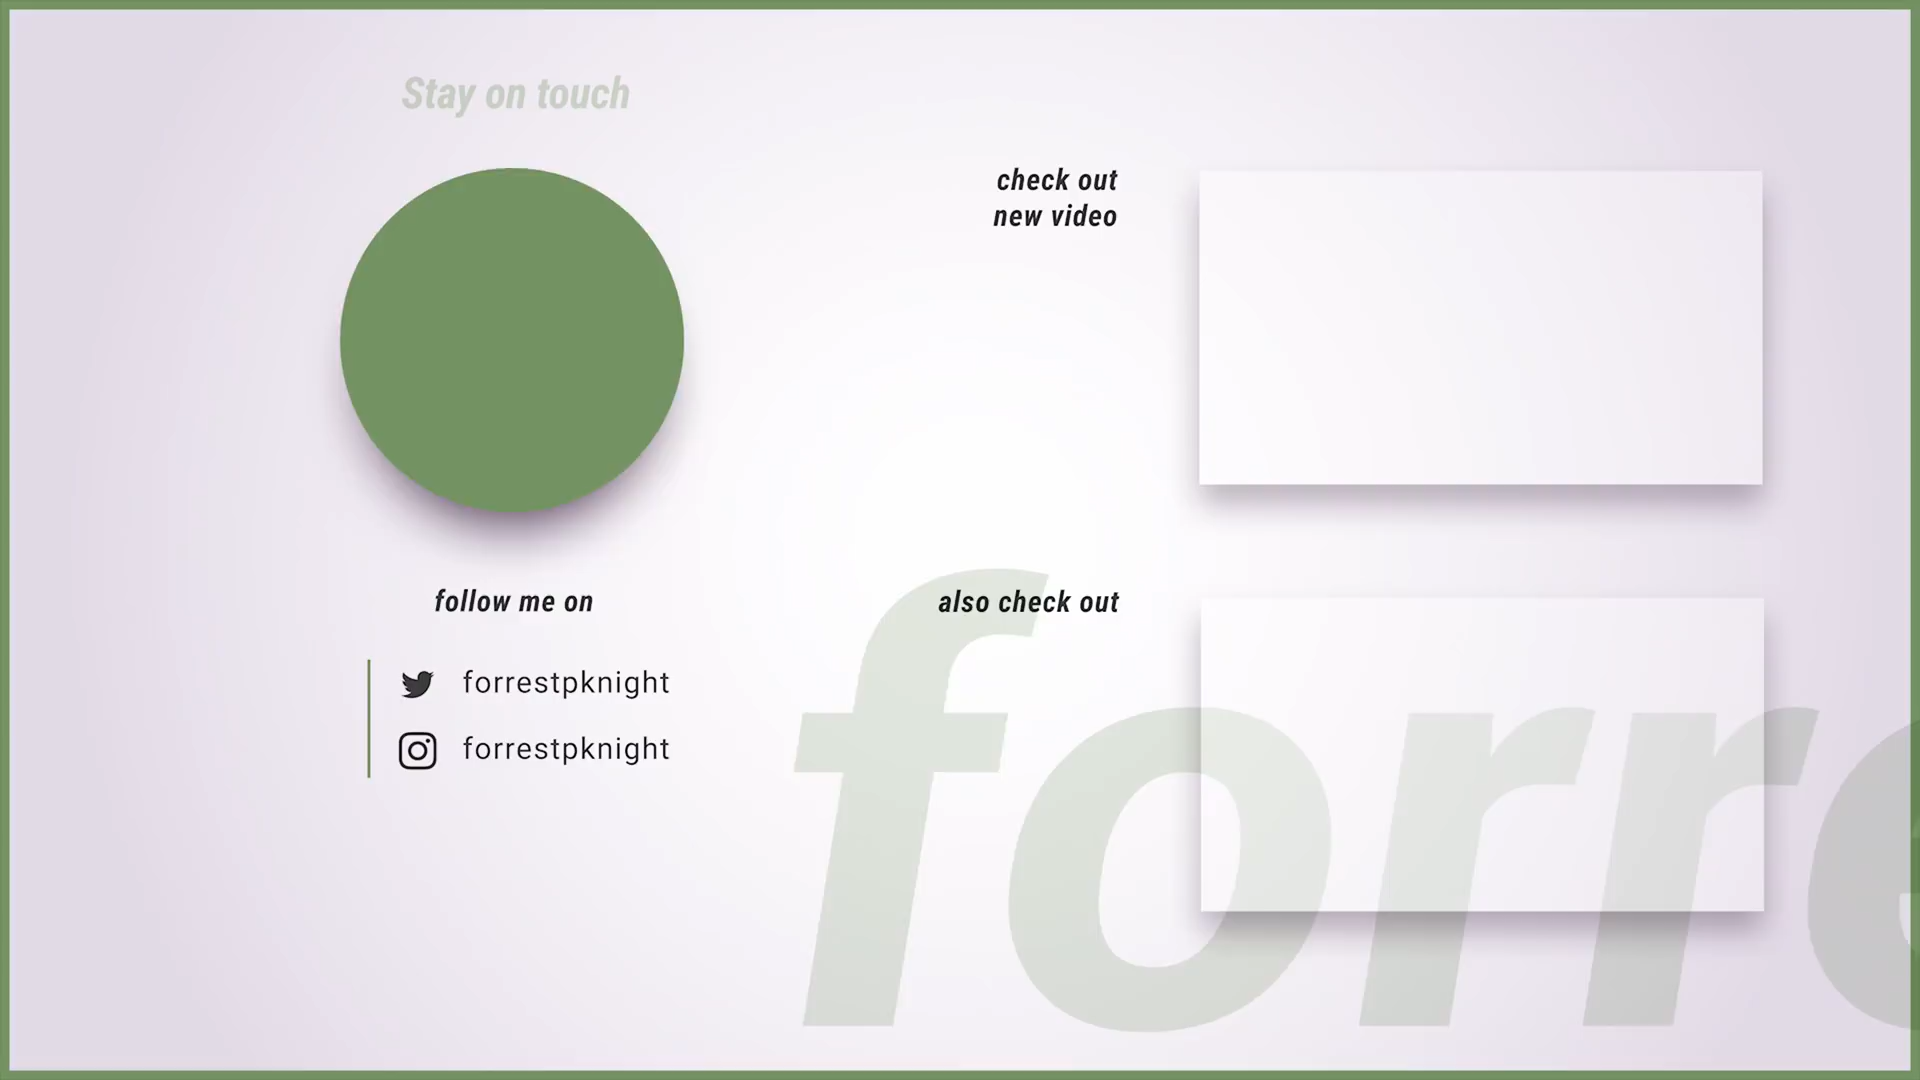 Stay on touch
check out
new video
follow me on
also check out
forrestpknight
forrestpknight
forre